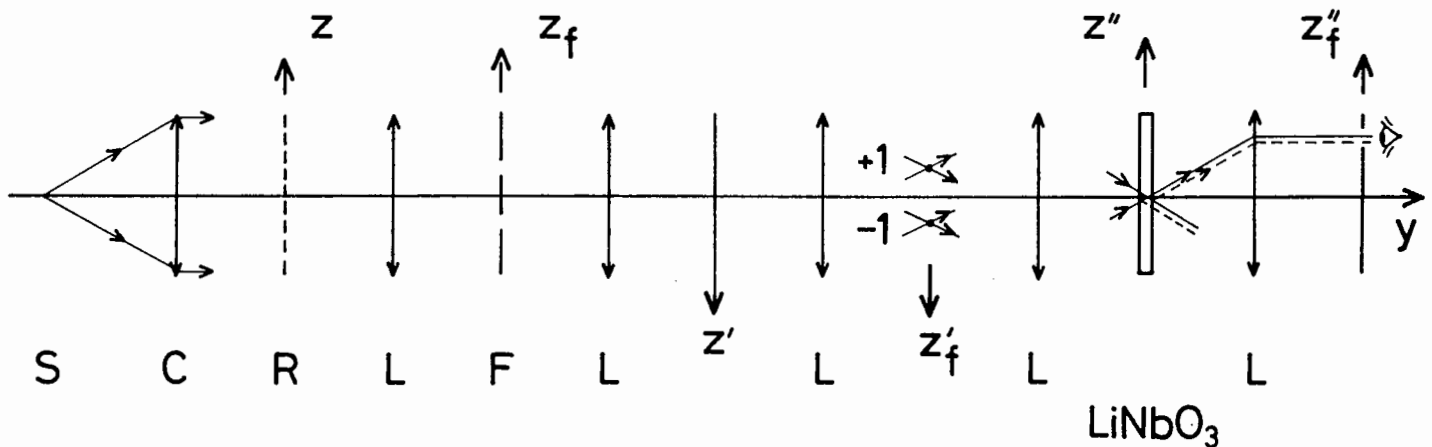 z z_f z'' z''_f
+1
-1
y
z' z'_f
S C R L F L L L L
LiNbO₃